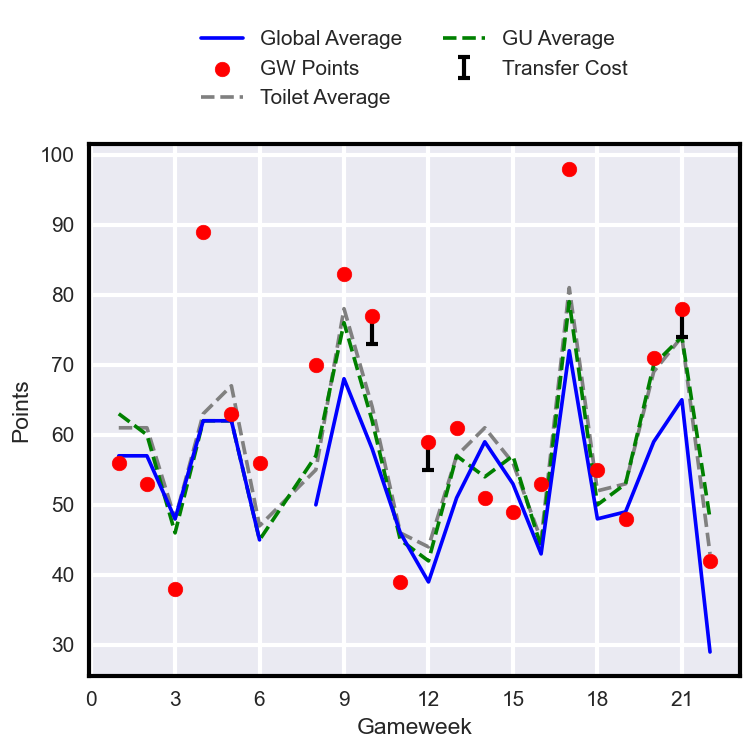 Global Average
GW Points
Toilet Average
GU Average
Transfer Cost
100
90
80
70
60
50
40
30
Points
0 3 6 9 12 15 18 21
Gameweek